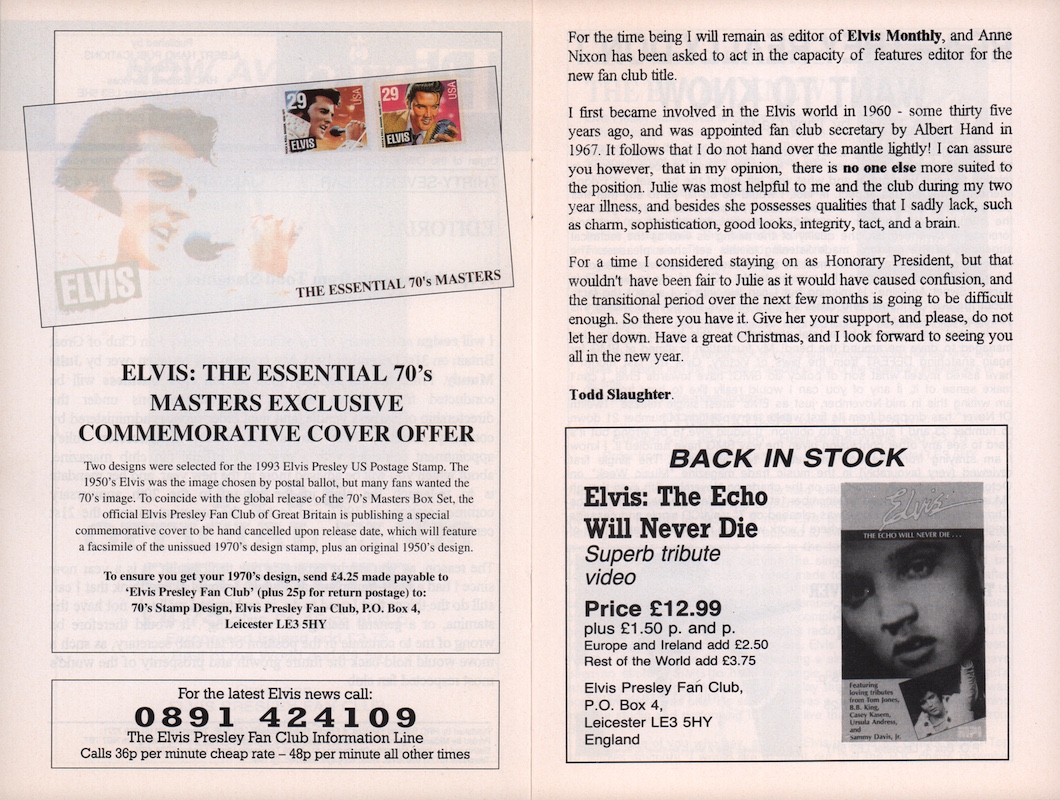 29
USA
ELVIS
29
USA
ELVIS
ELVIS
THE ESSENTIAL 70's MASTERS
ELVIS: THE ESSENTIAL 70's
MASTERS EXCLUSIVE
COMMEMORATIVE COVER OFFER
Two designs were selected for the 1993 Elvis Presley US Postage Stamp. The
1950's Elvis was the image chosen by postal ballot, but many fans wanted the
70's image. To coincide with the global release of the 70's Masters Box Set, the
official Elvis Presley Fan Club of Great Britain is publishing a special
commemorative cover to be hand cancelled upon release date, which will feature
a facsimile of the unissued 1970's design stamp, plus an original 1950's design.
To ensure you get your 1970's design, send £4.25 made payable to
'Elvis Presley Fan Club' (plus 25p for return postage) to:
70's Stamp Design, Elvis Presley Fan Club, P.O. Box 4,
Leicester LE3 5HY
For the latest Elvis news call:
0891 424109
The Elvis Presley Fan Club Information Line
Calls 36p per minute cheap rate – 48p per minute all other times
For the time being I will remain as editor of Elvis Monthly, and Anne
Nixon has been asked to act in the capacity of features editor for the
new fan club title.
I first became involved in the Elvis world in 1960 - some thirty five
years ago, and was appointed fan club secretary by Albert Hand in
1967. It follows that I do not hand over the mantle lightly! I can assure
you however, that in my opinion, there is no one else more suited to
the position. Julie was most helpful to me and the club during my two
year illness, and besides she possesses qualities that I sadly lack, such
as charm, sophistication, good looks, integrity, tact, and a brain.
For a time I considered staying on as Honorary President, but that
wouldn't have been fair to Julie as it would have caused confusion, and
the transitional period over the next few months is going to be difficult
enough. So there you have it. Give her your support, and please, do not
let her down. Have a great Christmas, and I look forward to seeing you
all in the new year.
Todd Slaughter.
BACK IN STOCK
Elvis: The Echo
Will Never Die
Superb tribute
video
Price £12.99
plus £1.50 p. and p.
Europe and Ireland add £2.50
Rest of the World add £3.75
Elvis Presley Fan Club,
P.O. Box 4,
Leicester LE3 5HY
England
Elvis
THE ECHO WILL NEVER DIE . . .
Featuring
loving tributes
from Tom Jones,
B.B. King,
Casey Kasem,
Ursula Andress,
and
sammy Davis, Jr.